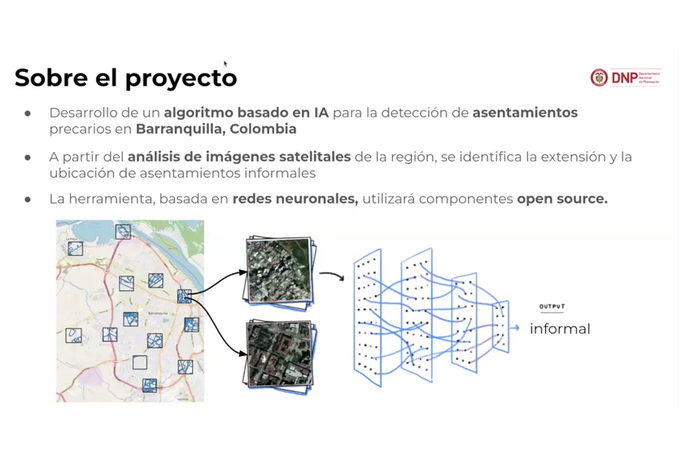 Sobre el proyecto
DNP Departamento
Nacional
de Planeación
● Desarrollo de un algoritmo basado en IA para la detección de asentamientos
precarios en Barranquilla, Colombia
● A partir del análisis de imágenes satelitales de la región, se identifica la extensión y la
ubicación de asentamientos informales
● La herramienta, basada en redes neuronales, utilizará componentes open source.
Barranquilla
OUTPUT
informal